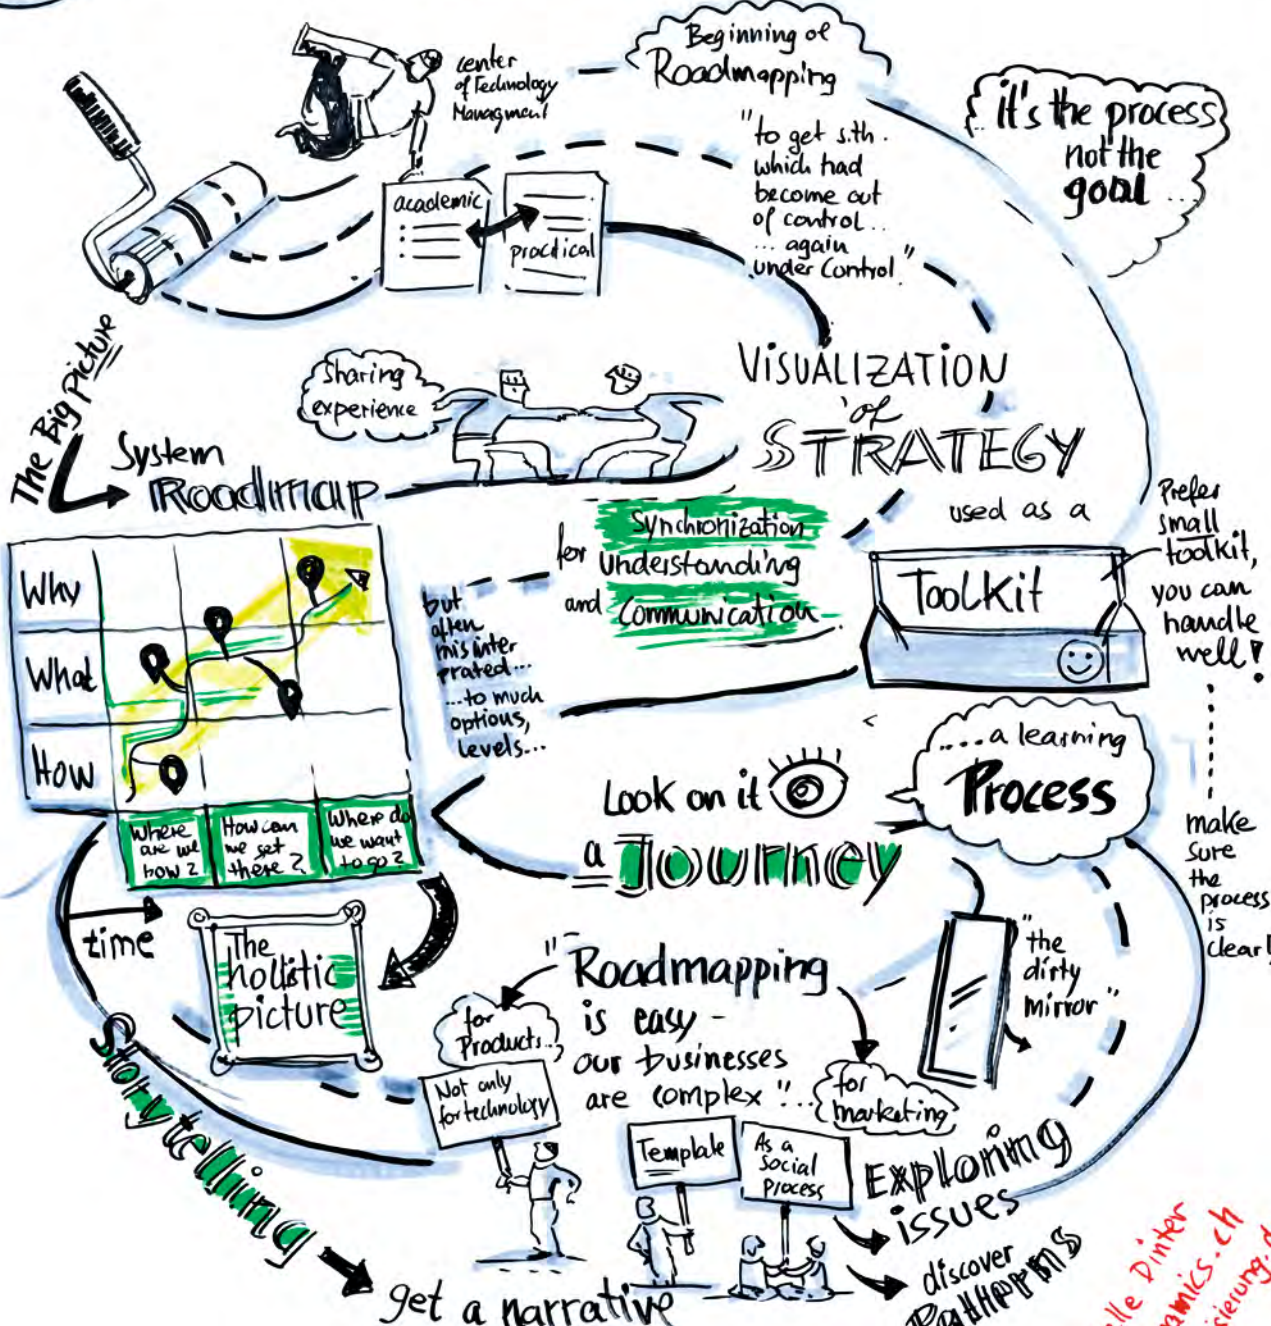 center
of Technology
Managment
Beginning of
Roadmapping
"to get s.th.
which had
become out
of control...
... again
under Control."
it's the process
not the
goal ...
academic
practical
The Big picture
System
Roadmap
Sharing
experience
VISUALIZATION
of
STRATEGY
used as a
Toolkit
Prefer
small
toolkit,
you can
handle
well!
make
sure
the
process
is
clear!
for
Synchronization
Understanding
and Communication
but
often
misinter
prated...
...to much
options,
levels...
Why
What
How
Where
are we
now?
How can
we get
there?
Where do
we want
to go?
time
The
holistic
picture
Look on it
a Journey
....a learning
Process
"the
dirty
mirror"
"Roadmapping
is easy -
our businesses
are complex"...
for
Products...
for
marketing
Not only
for technology
Template
As a
Social
Process
Exploring
issues
discover
Patterns
Storytelling
get a narrative
Dinter